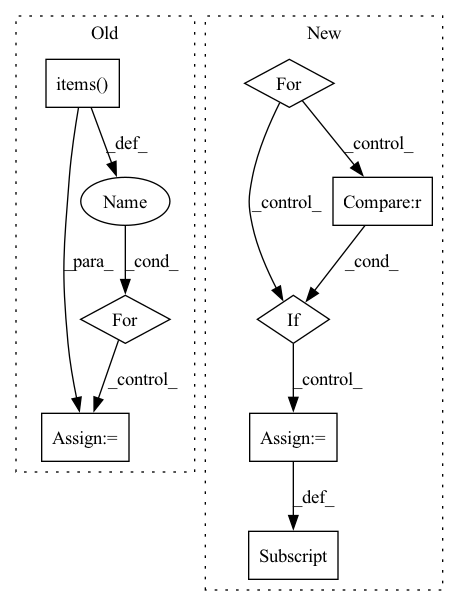 Old
New
items()
For
_def_
_control_
Name
_control_
Compare:r
_para_
_cond_
_cond_
For
If
_control_
_control_
Assign:=
Assign:=
_def_
Subscript